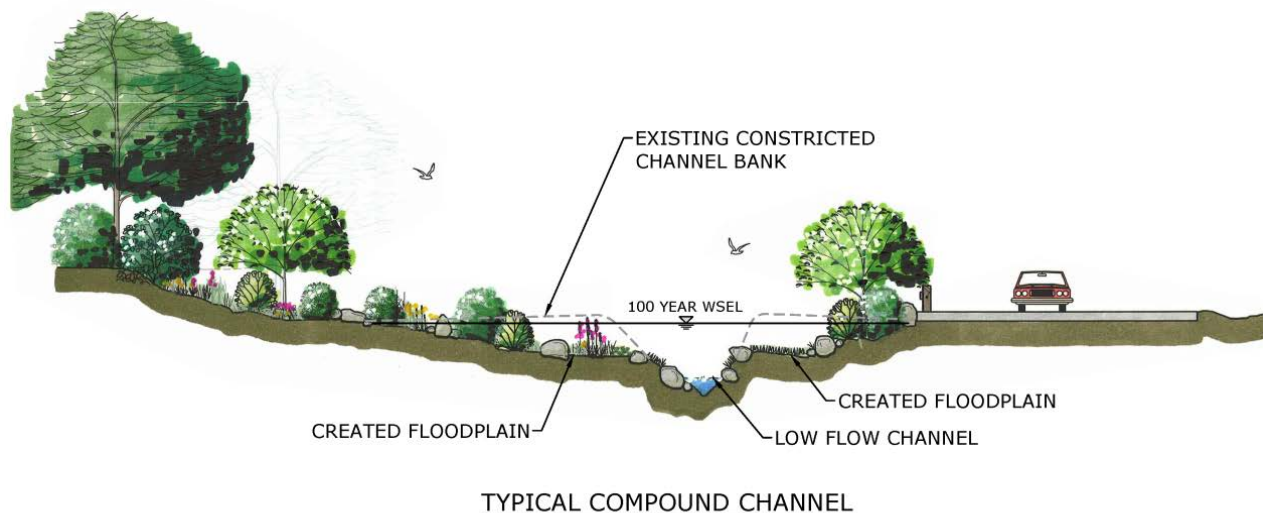 EXISTING CONSTRICTED
CHANNEL BANK
100 YEAR WSEL
CREATED FLOODPLAIN
CREATED FLOODPLAIN
LOW FLOW CHANNEL
TYPICAL COMPOUND CHANNEL